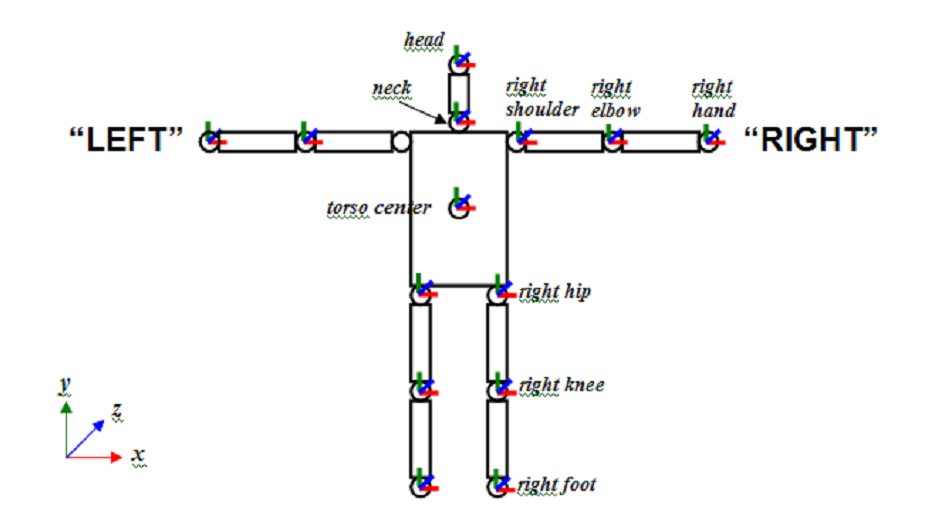 head
neck
right
shoulder
right
elbow
right
hand
“LEFT”
“RIGHT”
torso center
right hip
right knee
right foot
y
z
x